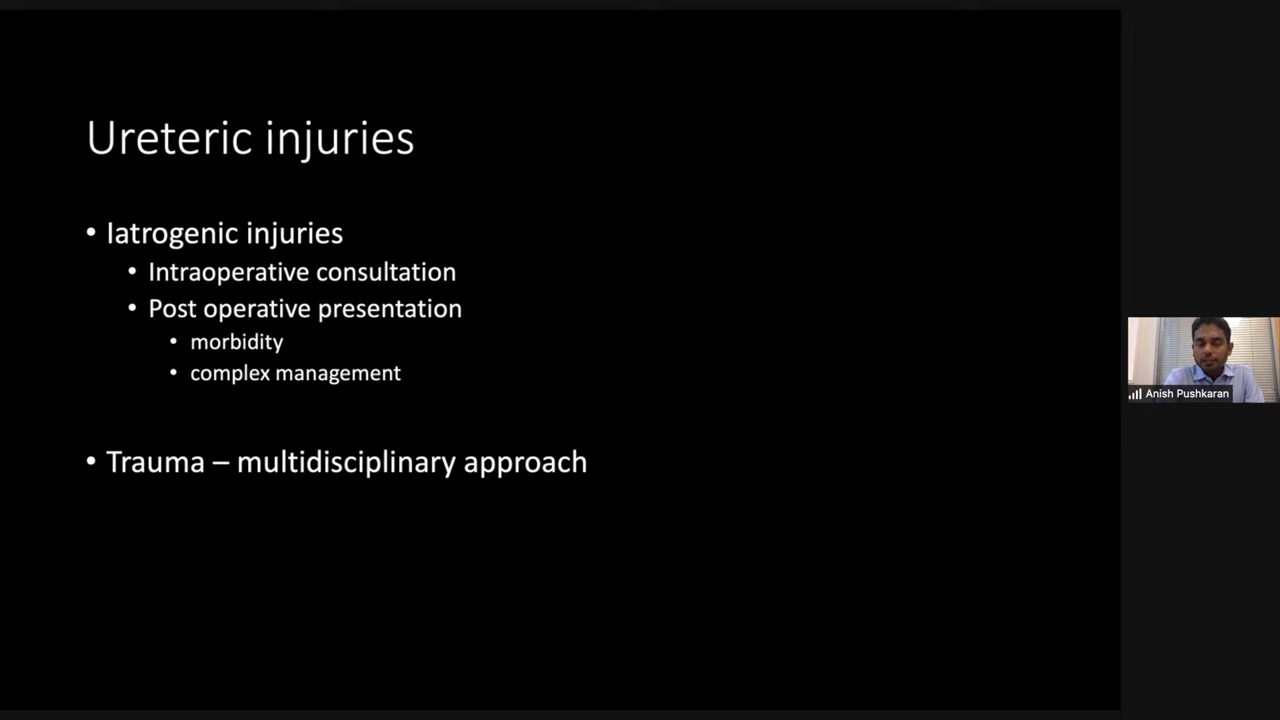 Ureteric injuries
• Iatrogenic injuries
• Intraoperative consultation
• Post operative presentation
• morbidity
• complex management
• Trauma – multidisciplinary approach
Anish Pushkaran